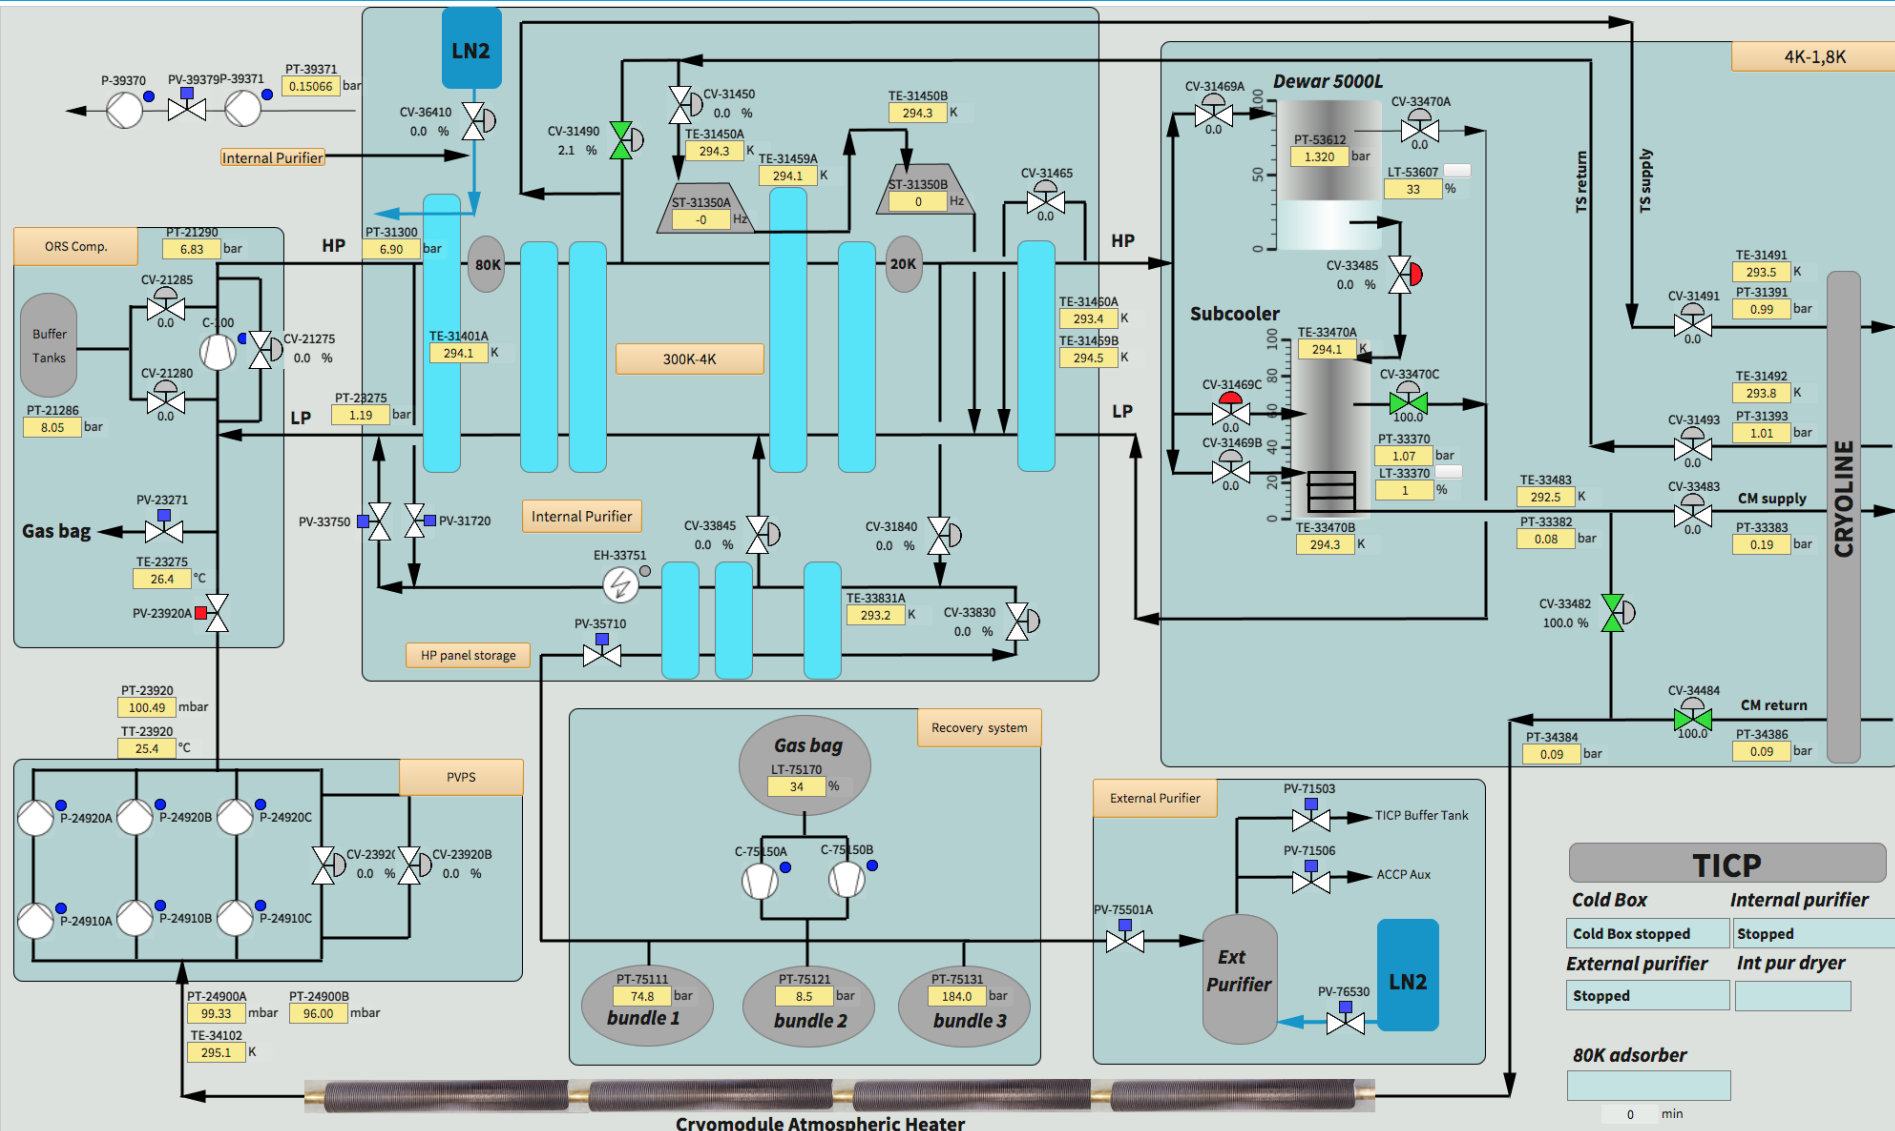 LN2
4K-1,8K
P-39370
PV-39379
P-39371
PT-39371
0.15066 bar
CV-36410
0.0 %
Internal Purifier
CV-31490
2.1 %
CV-31450
0.0 %
TE-31450A
294.3 K
TE-31450B
294.3 K
TE-31459A
294.1 K
ST-31350A
-0 Hz
ST-31350B
0 Hz
CV-31465
0.0
CV-31469A
0.0
Dewar 5000L
100
50
0
PT-53612
1.320 bar
CV-33470A
0.0
LT-53607
33 %
TS return
TS supply
ORS Comp.
PT-21290
6.83 bar
HP
PT-31300
6.90 bar
80K
20K
HP
CV-21285
0.0
Buffer
Tanks
C-100
CV-21275
0.0 %
CV-21280
0.0
PT-21286
8.05 bar
TE-31401A
294.1 K
300K-4K
TE-31460A
293.4 K
TE-31459B
294.5 K
PT-23275
1.19 bar
LP
LP
CV-33485
0.0 %
Subcooler
100
80
60
40
20
0
TE-33470A
294.1 K
CV-31469C
0.0
CV-33470C
100.0
CV-31469B
0.0
PT-33370
1.07 bar
LT-33370
1 %
TE-33470B
294.3 K
TE-31491
293.5 K
PT-31391
0.99 bar
CV-31491
0.0
TE-31492
293.8 K
PT-31393
1.01 bar
CV-31493
0.0
TE-33483
292.5 K
PT-33382
0.08 bar
CV-33483
0.0
CM supply
PT-33383
0.19 bar
CRYOLINE
CV-33482
100.0 %
CV-34484
100.0
CM return
PT-34384
0.09 bar
PT-34386
0.09 bar
PV-23271
Gas bag
TE-23275
26.4 °C
PV-23920A
PV-33750
PV-31720
Internal Purifier
CV-33845
0.0 %
CV-31840
0.0 %
EH-33751
TE-33831A
293.2 K
CV-33830
0.0 %
PV-35710
HP panel storage
PT-23920
100.49 mbar
TT-23920
25.4 °C
PVPS
P-24920A
P-24920B
P-24920C
CV-2392
0.0 %
CV-23920B
0.0 %
P-24910A
P-24910B
P-24910C
PT-24900A
99.33 mbar
PT-24900B
96.00 mbar
TE-34102
295.1 K
Recovery system
Gas bag
LT-75170
34 %
C-75150A
C-75150B
PT-75111
74.8 bar
bundle 1
PT-75121
8.5 bar
bundle 2
PT-75131
184.0 bar
bundle 3
External Purifier
PV-71503
TICP Buffer Tank
PV-71506
ACCP Aux
PV-75501A
Ext
Purifier
LN2
PV-76530
TICP
Cold Box
Internal purifier
Cold Box stopped
Stopped
External purifier
Int pur dryer
Stopped
80K adsorber
0 min
Cryomodule Atmospheric Heater